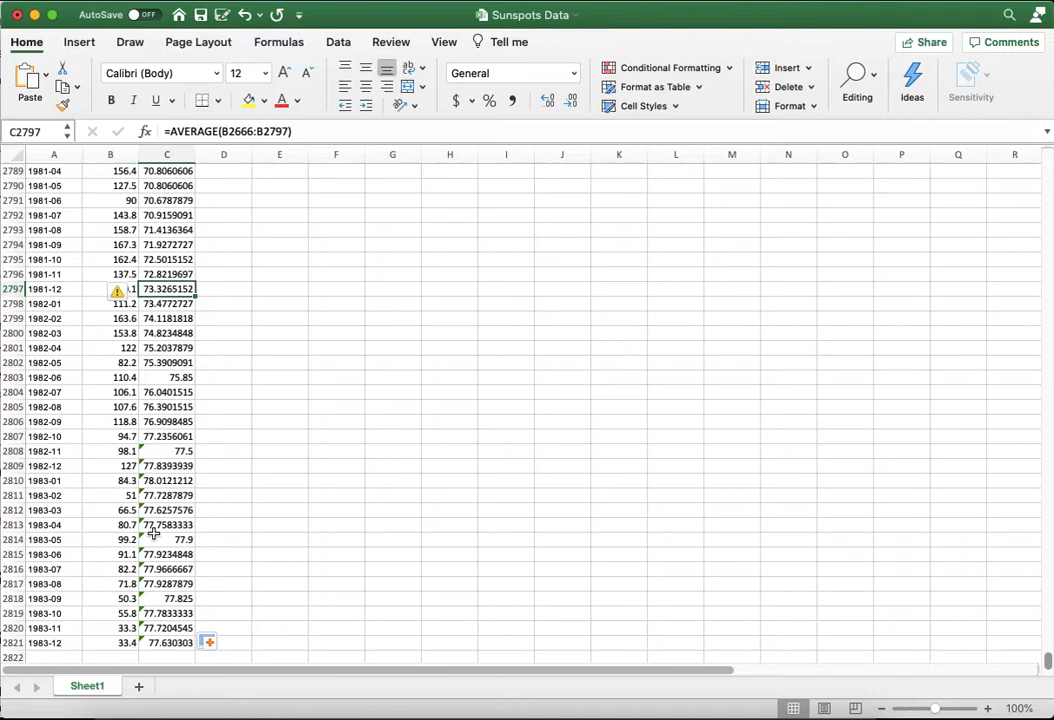 AutoSave OFF Sunspots Data
Home Insert Draw Page Layout Formulas Data Review View Tell me Share Comments
Paste Calibri (Body) 12 A A ab General Conditional Formatting Insert Editing Ideas Sensitivity
B I U A $ % Format as Table Delete
Cell Styles Format
C2797 fx =AVERAGE(B2666:B2797)
A B C D E F G H I J K L M N O P Q R
2789 1981-04 156.4 70.8060606
2790 1981-05 127.5 70.8060606
2791 1981-06 90 70.6787879
2792 1981-07 143.8 70.9159091
2793 1981-08 158.7 71.4136364
2794 1981-09 167.3 71.9272727
2795 1981-10 162.4 72.5015152
2796 1981-11 137.5 72.8219697
2797 1981-12 .1 73.3265152
2798 1982-01 111.2 73.4772727
2799 1982-02 163.6 74.1181818
2800 1982-03 153.8 74.8234848
2801 1982-04 122 75.2037879
2802 1982-05 82.2 75.3909091
2803 1982-06 110.4 75.85
2804 1982-07 106.1 76.0401515
2805 1982-08 107.6 76.3901515
2806 1982-09 118.8 76.9098485
2807 1982-10 94.7 77.2356061
2808 1982-11 98.1 77.5
2809 1982-12 127 77.8393939
2810 1983-01 84.3 78.0121212
2811 1983-02 51 77.7287879
2812 1983-03 66.5 77.6257576
2813 1983-04 80.7 77.7583333
2814 1983-05 99.2 77.9
2815 1983-06 91.1 77.9234848
2816 1983-07 82.2 77.9666667
2817 1983-08 71.8 77.9287879
2818 1983-09 50.3 77.825
2819 1983-10 55.8 77.7833333
2820 1983-11 33.3 77.7204545
2821 1983-12 33.4 77.630303
2822
Sheet1
100%